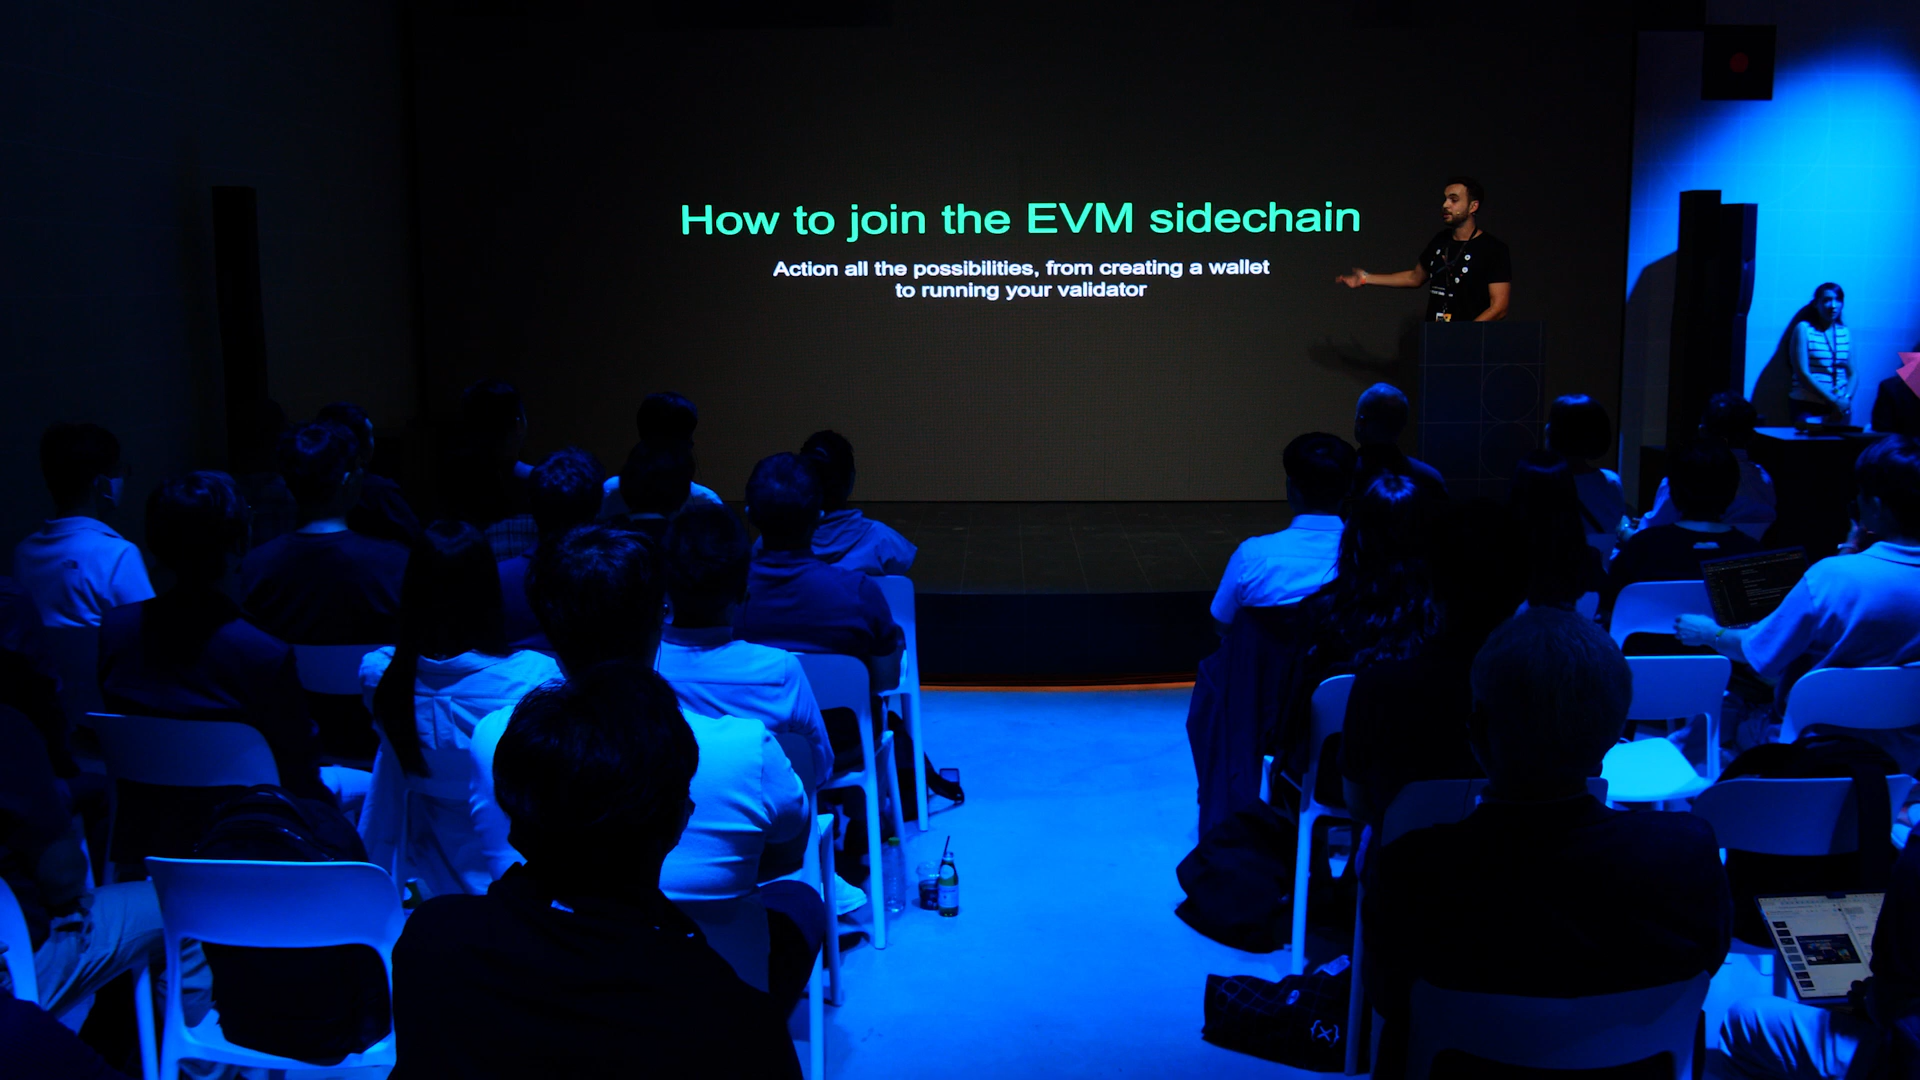 How to join the EVM sidechain
Action all the possibilities, from creating a wallet
to running your validator
{x}